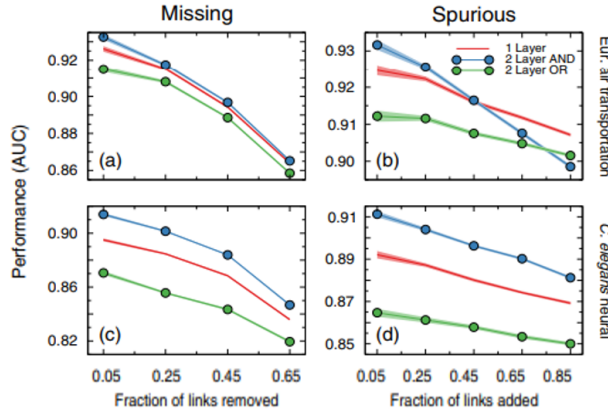 Missing
Spurious
Performance (AUC)
0.92
0.90
0.88
0.86
(a)
0.93
0.92
0.91
0.90
(b)
1 Layer
2 Layer AND
2 Layer OR
air transportation
0.90
0.86
0.82
(c)
0.91
0.89
0.87
0.85
(d)
C. elegans neural
0.05 0.25 0.45 0.65
0.05 0.25 0.45 0.65 0.85
Fraction of links removed
Fraction of links added